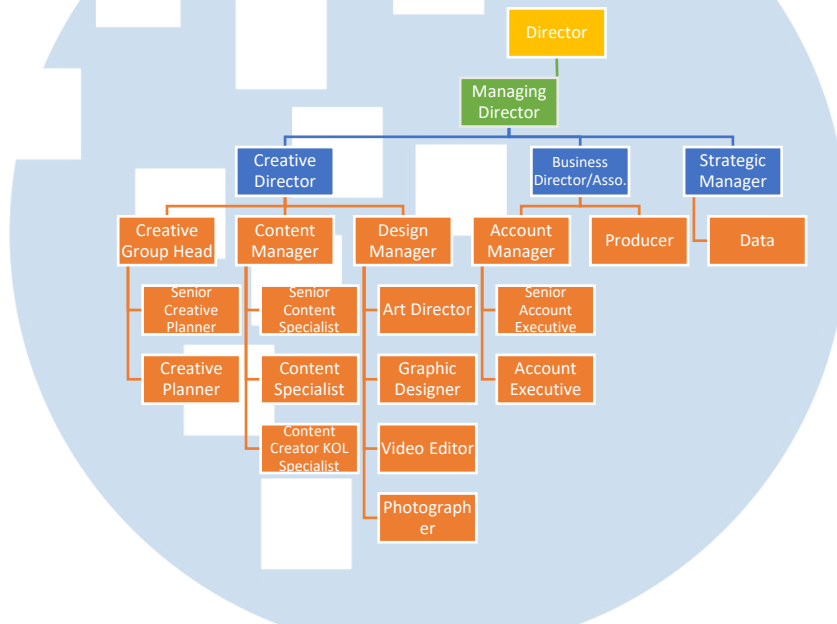 Director
Managing
Director
Creative
Director
Business
Director/Asso.
Strategic
Manager
Creative
Group Head
Content
Manager
Design
Manager
Account
Manager
Producer
Data
Senior
Creative
Planner
Senior
Content
Specialist
Art Director
Senior
Account
Executive
Creative
Planner
Content
Specialist
Graphic
Designer
Account
Executive
Content
Creator KOL
Specialist
Video Editor
Photograph
er